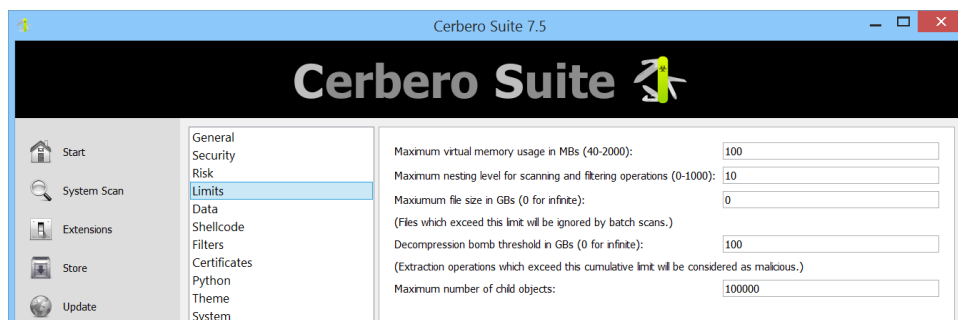 Cerbero Suite 7.5
Cerbero Suite
Start
System Scan
Extensions
Store
Update
General
Security
Risk
Limits
Data
Shellcode
Filters
Certificates
Python
Theme
System
Maximum virtual memory usage in MBs (40-2000): 100
Maximum nesting level for scanning and filtering operations (0-1000): 10
Maxiumum file size in GBs (0 for infinite): 0
(Files which exceed this limit will be ignored by batch scans.)
Decompression bomb threshold in GBs (0 for infinite): 100
(Extraction operations which exceed this cumulative limit will be considered as malicious.)
Maximum number of child objects: 100000